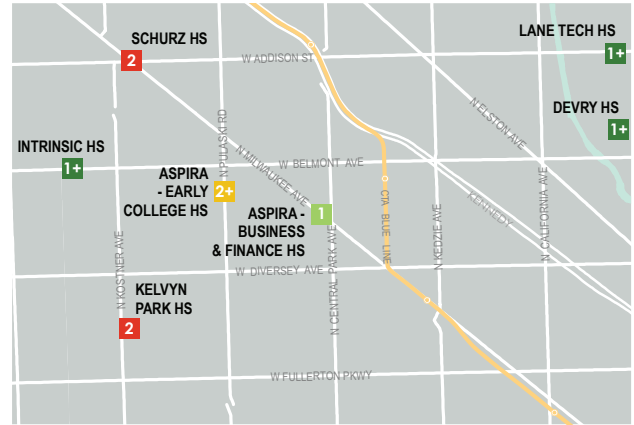 SCHURZ HS
2
W ADDISON ST
LANE TECH HS
1+
DEVRY HS
1+
N ELSTON AVE
INTRINSIC HS
1+
N PULASKI RD
N MILWAUKEE AVE
W BELMONT AVE
ASPIRA
- EARLY
COLLEGE HS
2+
ASPIRA -
BUSINESS
& FINANCE HS
1
CTA BLUE LINE
KENNEDY
N KEDZIE AVE
N CALIFORNIA AVE
N KOSTNER AVE
W DIVERSEY AVE
N CENTRAL PARK AVE
KELVYN
PARK HS
2
W FULLERTON PKWY